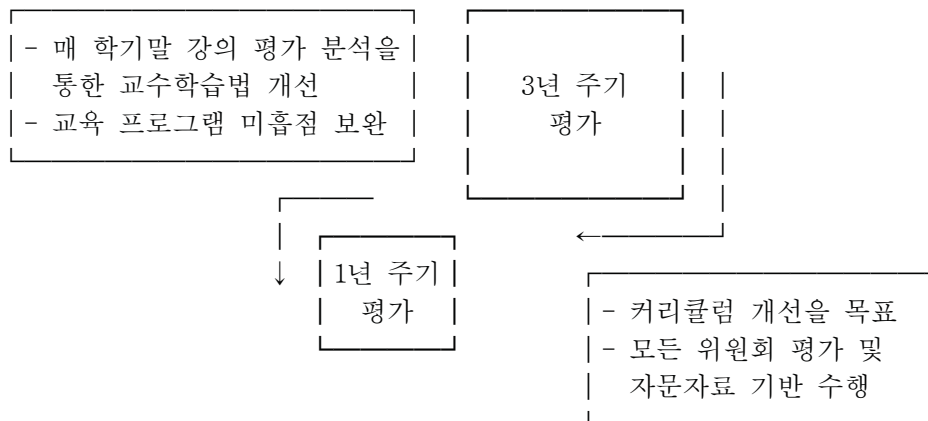 - 매 학기말 강의 평가 분석을
통한 교수학습법 개선
- 교육 프로그램 미흡점 보완
3년 주기
평가
1년 주기
평가
- 커리큘럼 개선을 목표
- 모든 위원회 평가 및
자문자료 기반 수행